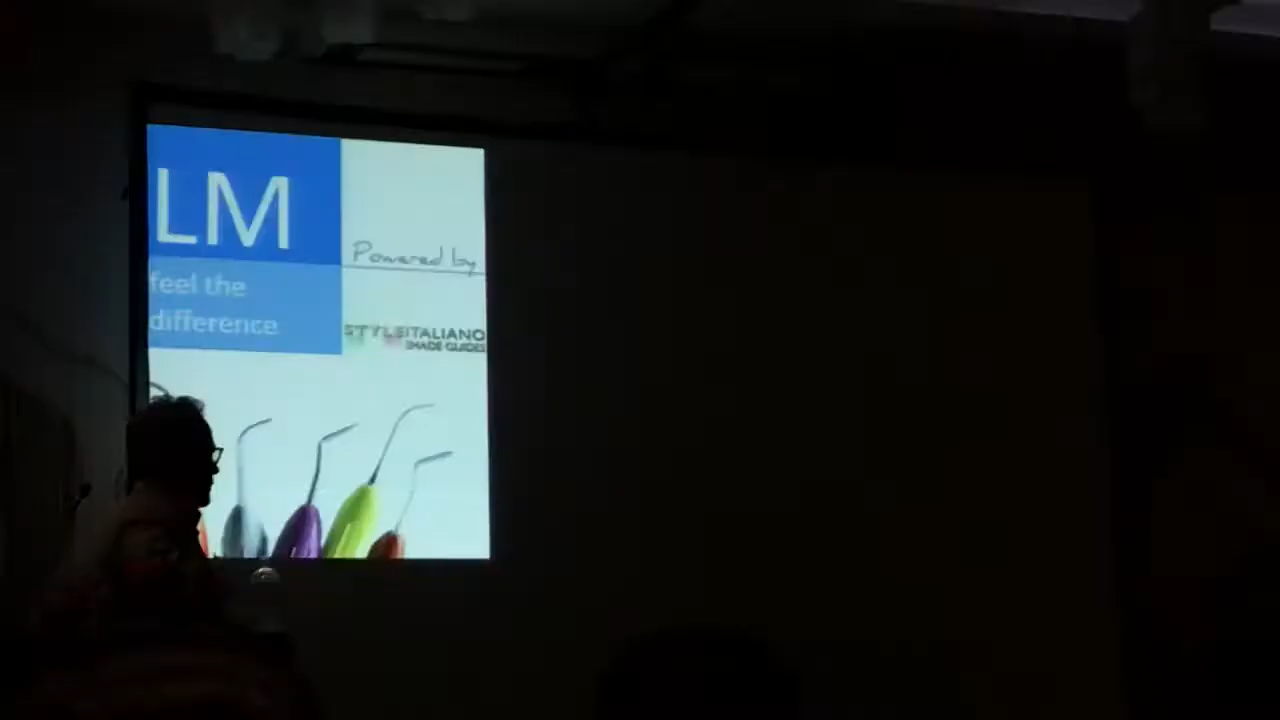 LM
feel the
difference
Powered by
STYLEITALIANO
SHADE GUIDES